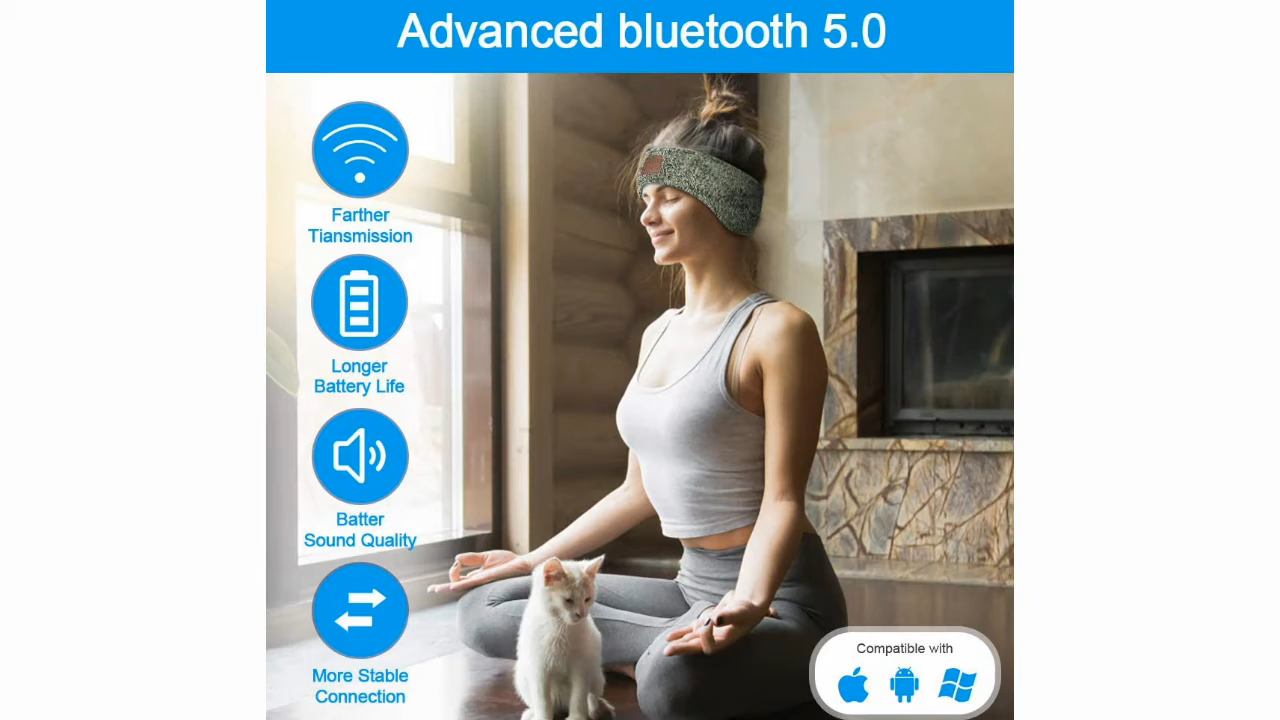 Advanced bluetooth 5.0
Farther
Tiansmission
Longer
Battery Life
Batter
Sound Quality
More Stable
Connection
Compatible with